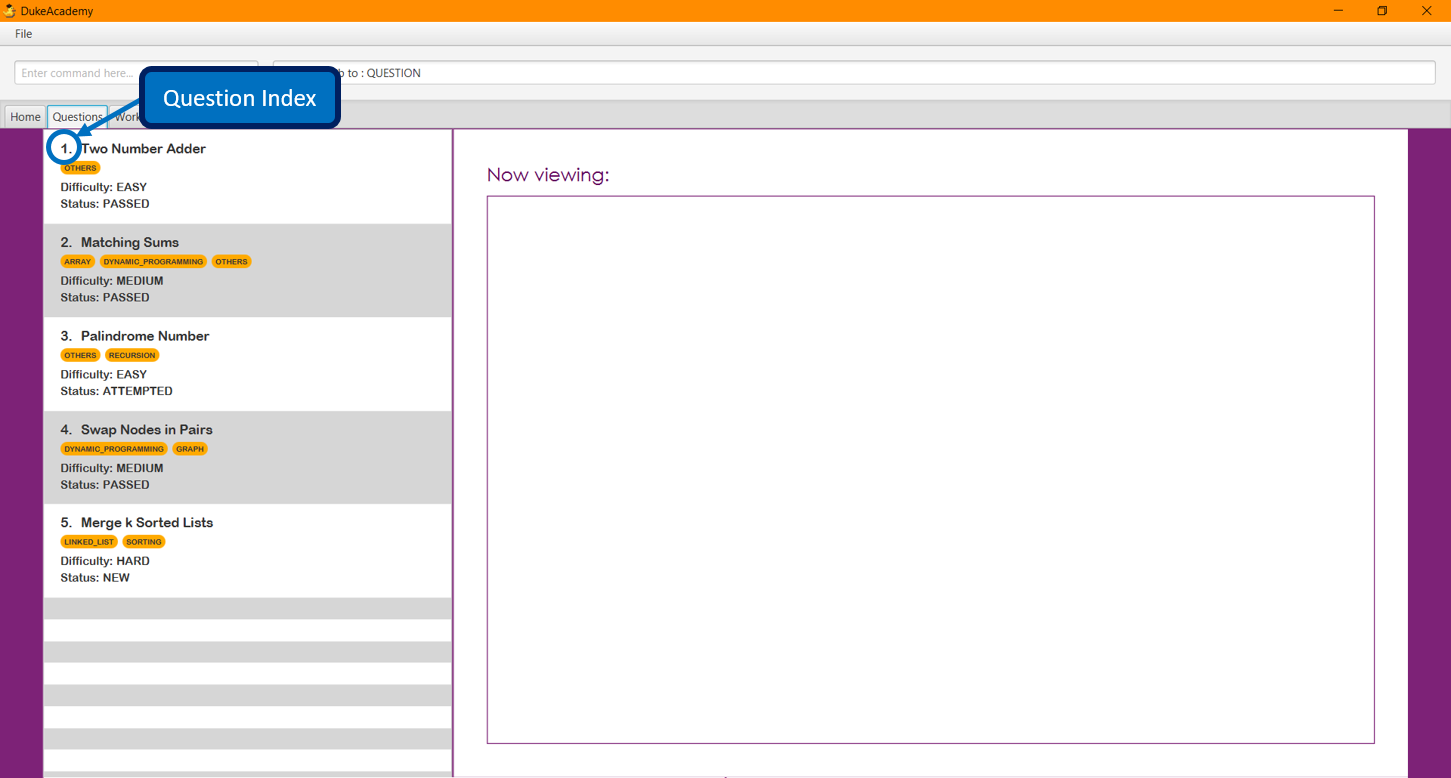 DukeAcademy
File
Enter command here...
to : QUESTION
Question Index
Home
Questions
1. Two Number Adder
OTHERS
Difficulty: EASY
Status: PASSED
2. Matching Sums
ARRAY DYNAMIC_PROGRAMMING OTHERS
Difficulty: MEDIUM
Status: PASSED
3. Palindrome Number
OTHERS RECURSION
Difficulty: EASY
Status: ATTEMPTED
4. Swap Nodes in Pairs
DYNAMIC_PROGRAMMING GRAPH
Difficulty: MEDIUM
Status: PASSED
5. Merge k Sorted Lists
LINKED_LIST SORTING
Difficulty: HARD
Status: NEW
Now viewing: